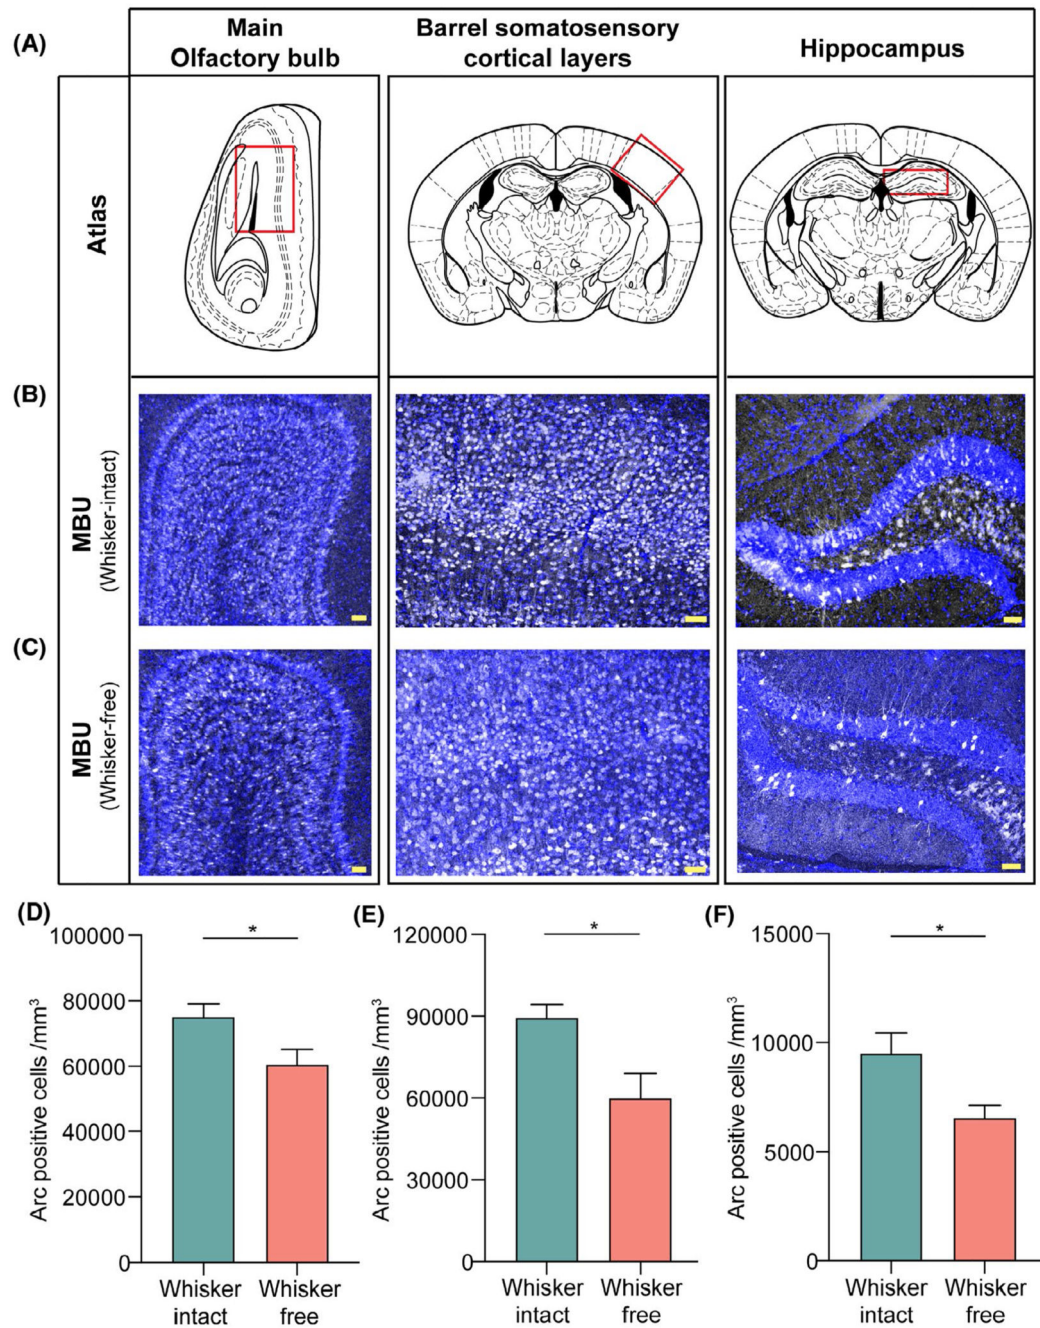 (A)
Main
Olfactory bulb
Barrel somatosensory
cortical layers
Hippocampus
Atlas
(B)
MBU
(Whisker-intact)
(C)
MBU
(Whisker-free)
(D)
100000
80000
60000
40000
20000
0
Arc positive cells /mm³
*
Whisker
intact
Whisker
free
(E)
120000
90000
60000
30000
0
Arc positive cells /mm³
*
Whisker
intact
Whisker
free
(F)
15000
10000
5000
0
Arc positive cells /mm³
*
Whisker
intact
Whisker
free